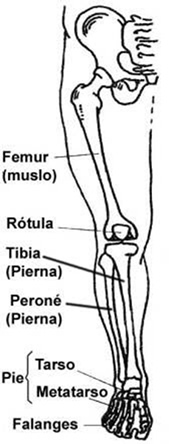 Femur
(muslo)
Rótula
Tibia
(Pierna)
Peroné
(Pierna)
Pie
Tarso
Metatarso
Falanges